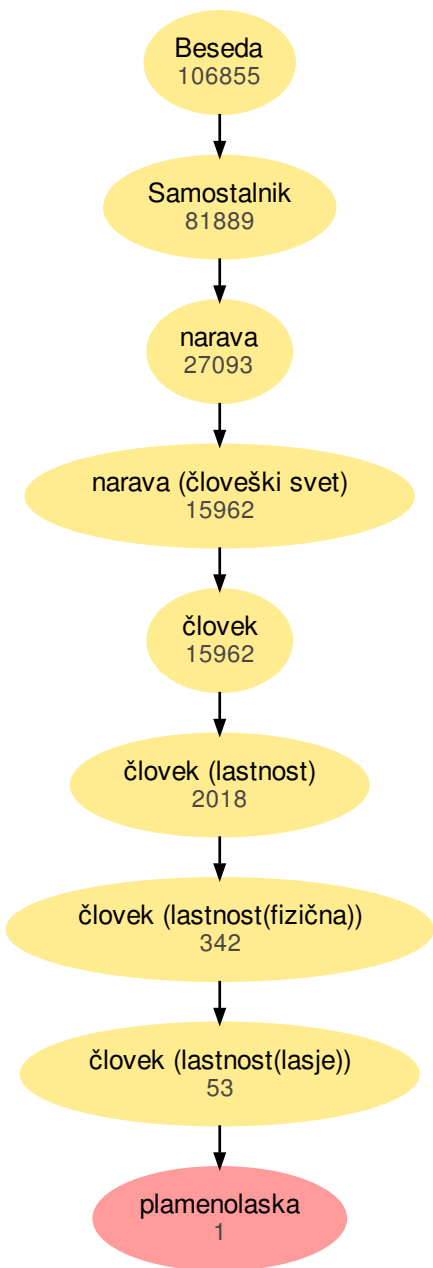 Beseda
106855
Samostalnik
81889
narava
27093
narava (človeški svet)
15962
človek
15962
človek (lastnost)
2018
človek (lastnost(fizična))
342
človek (lastnost(lasje))
53
plamenolaska
1